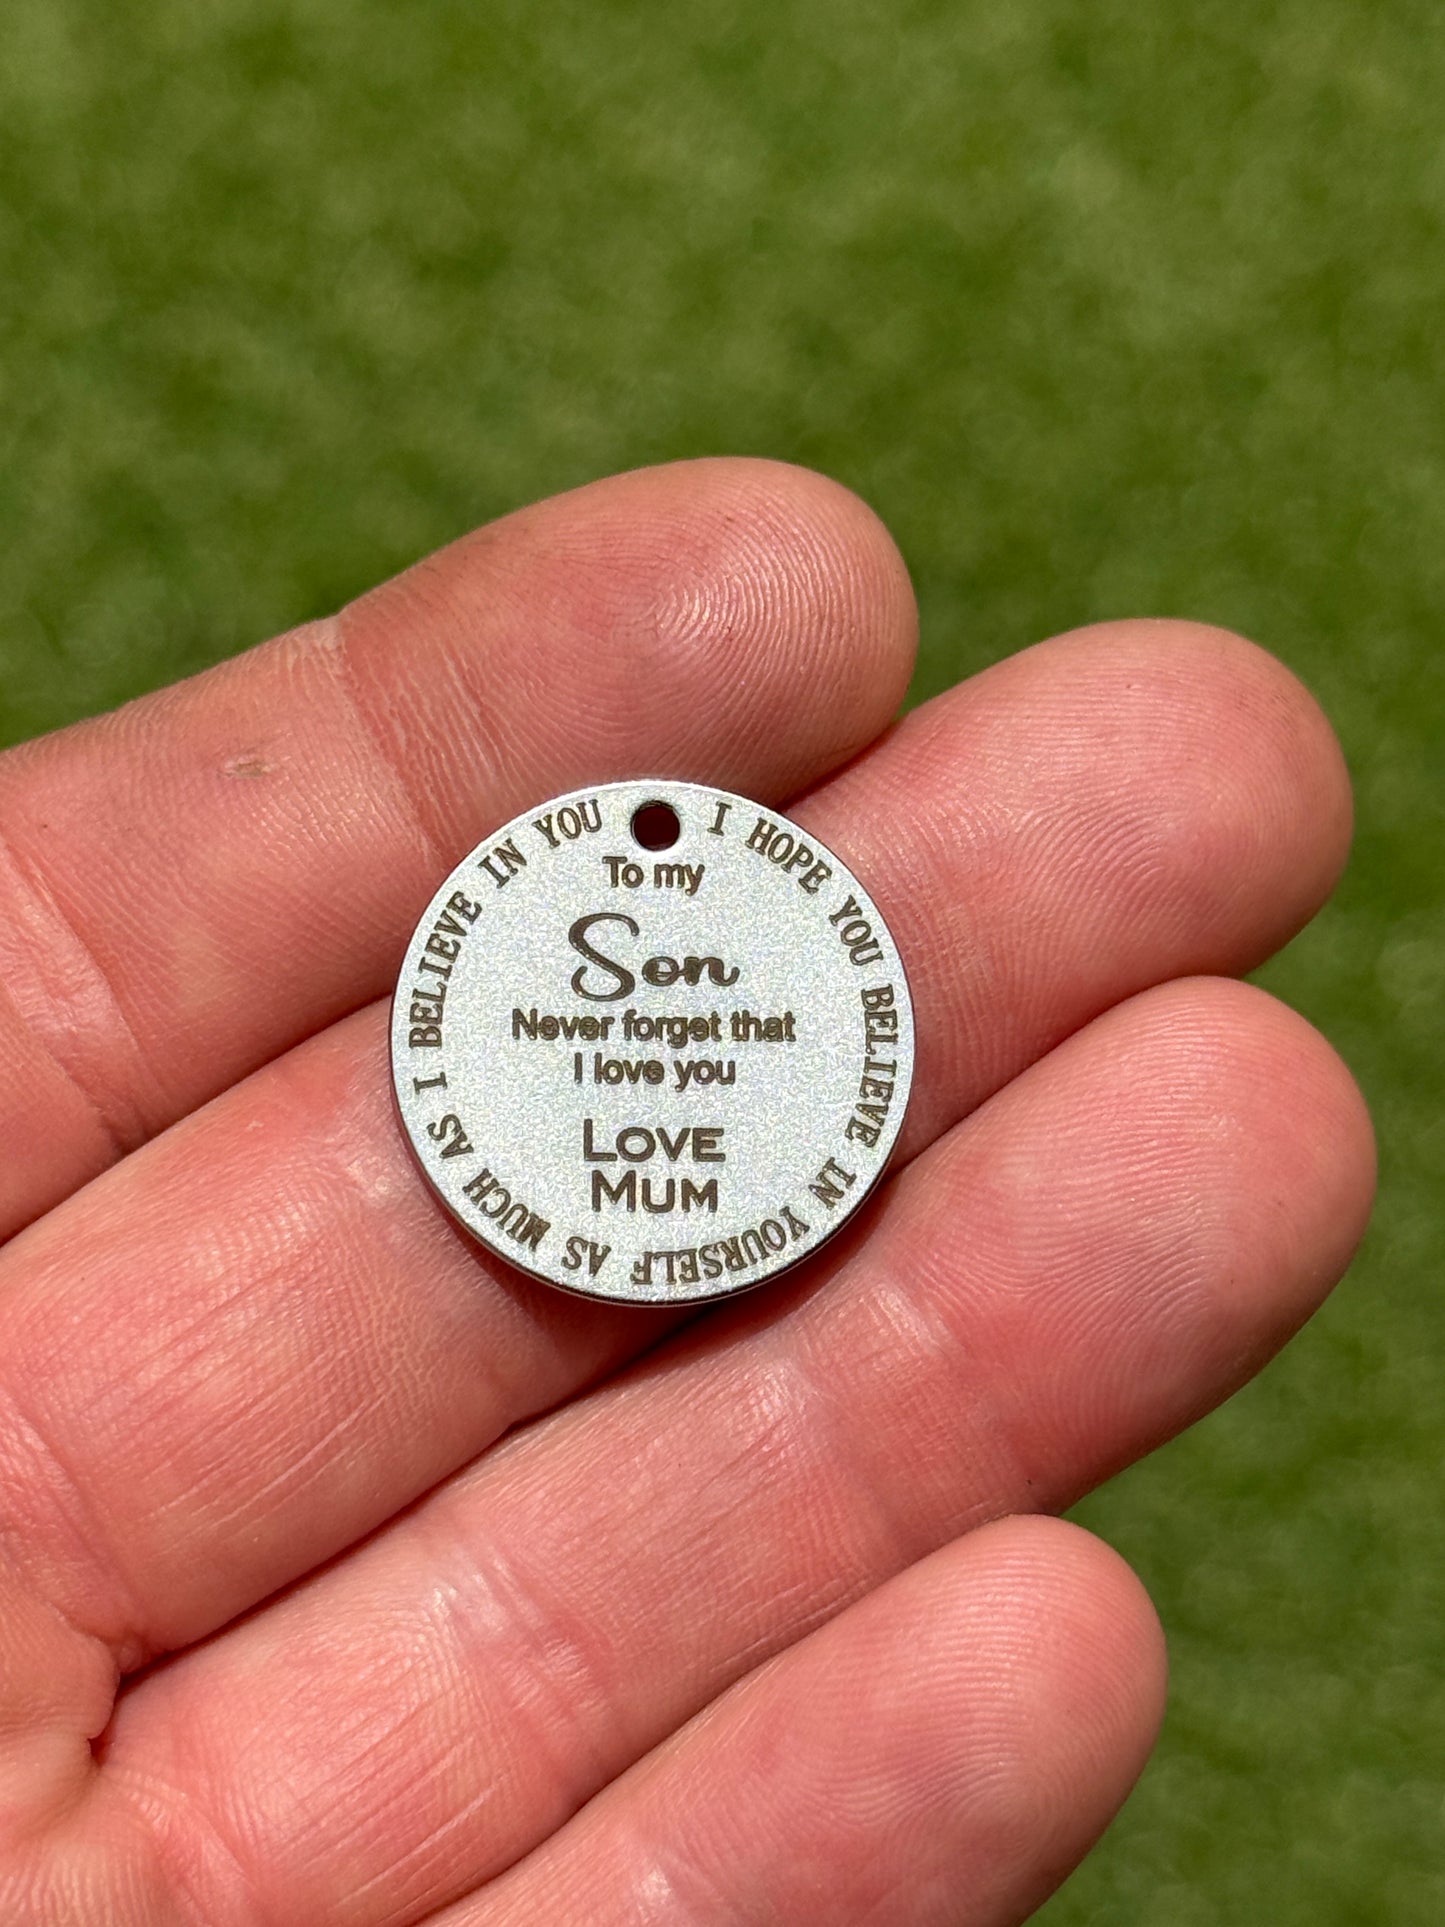 I HOPE YOU BELIEVE IN YOURSELF AS MUCH AS I BELIEVE IN YOU
To my
Son
Never forget that
I love you
LOVE
MUM